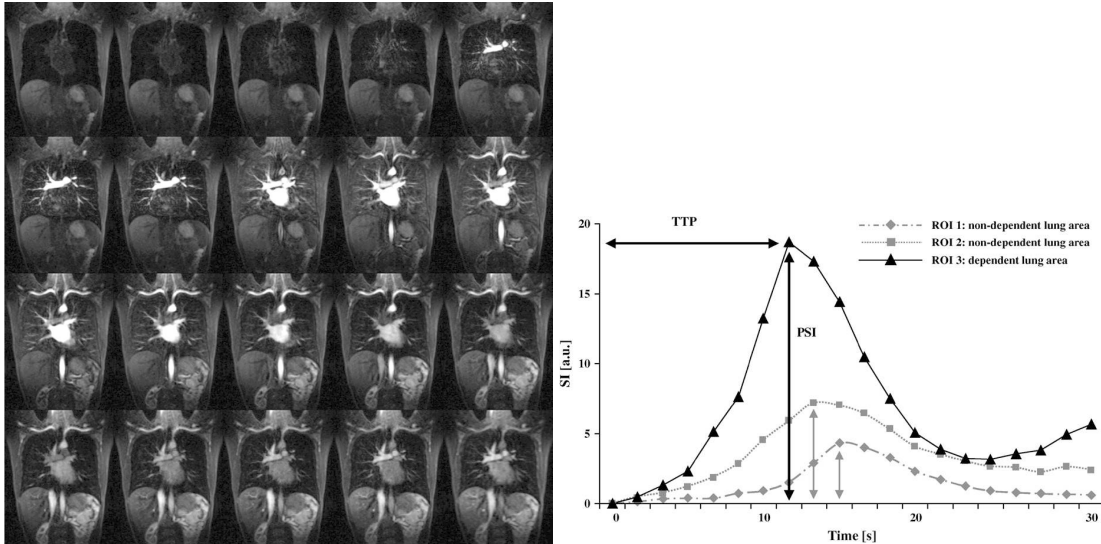 TTP
PSI
ROI 1: non-dependent lung area
ROI 2: non-dependent lung area
ROI 3: dependent lung area
20
15
10
5
0
SI [a.u.]
0 10 20 30
Time [s]